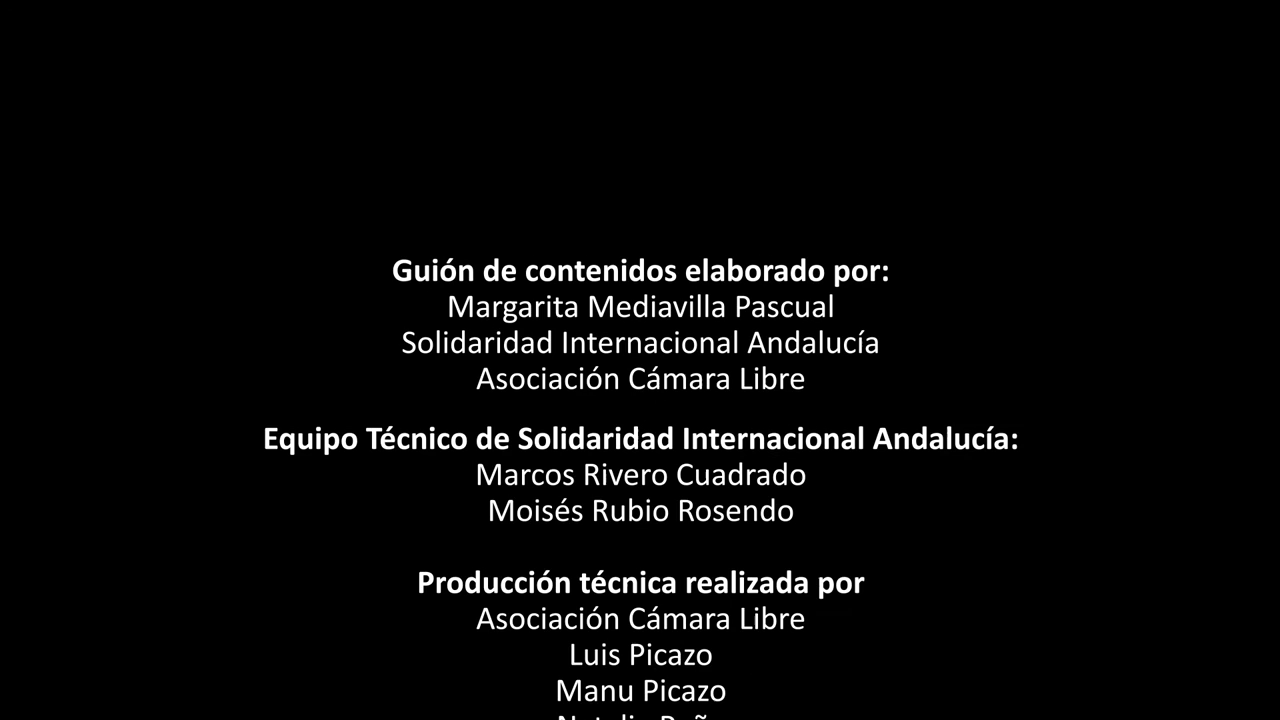 Guión de contenidos elaborado por:
Margarita Mediavilla Pascual
Solidaridad Internacional Andalucía
Asociación Cámara Libre
Equipo Técnico de Solidaridad Internacional Andalucía:
Marcos Rivero Cuadrado
Moisés Rubio Rosendo
Producción técnica realizada por
Asociación Cámara Libre
Luis Picazo
Manu Picazo